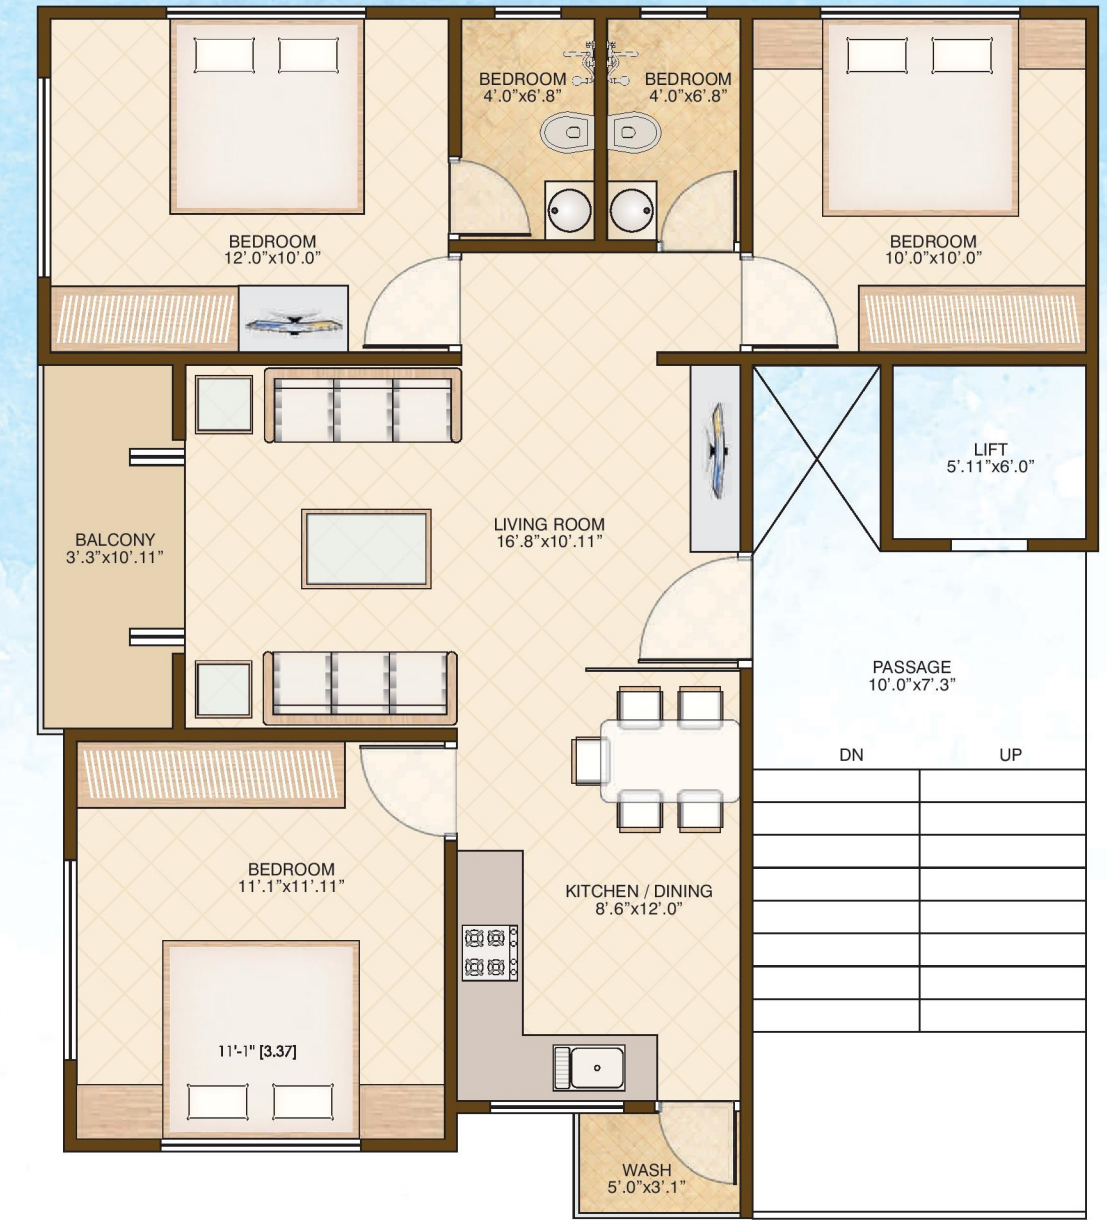 BEDROOM
4'.0"x6'.8"
BEDROOM
4'.0"x6'.8"
BEDROOM
12'.0"x10'.0"
BEDROOM
10'.0"x10'.0"
LIFT
5'.11"x6'.0"
LIVING ROOM
16'.8"x10'.11"
BALCONY
3'.3"x10'.11"
PASSAGE
10'.0"x7'.3"
DN
UP
BEDROOM
11'.1"x11'.11"
KITCHEN / DINING
8'.6"x12'.0"
11'-1" [3.37]
WASH
5'.0"x3'.1"